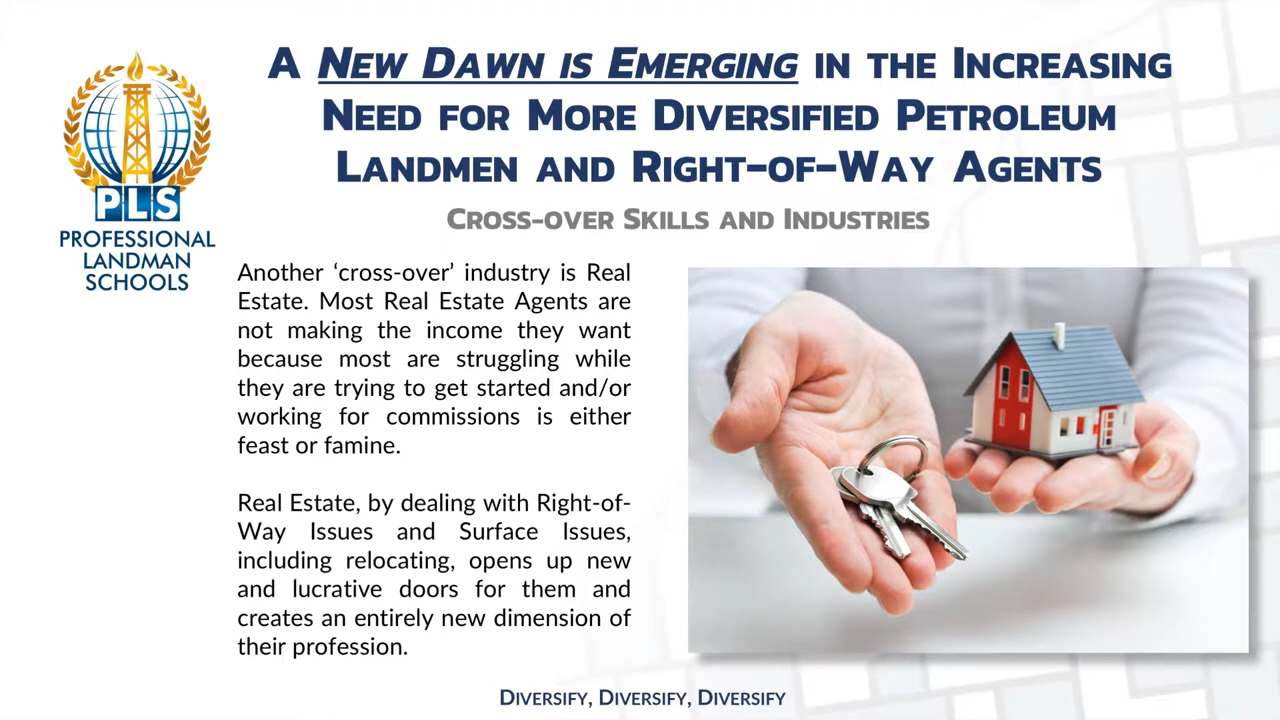 A New Dawn is Emerging in the Increasing
Need for More Diversified Petroleum
Landmen and Right-of-Way Agents
Cross-over Skills and Industries
PLS
PROFESSIONAL
LANDMAN
SCHOOLS
Another ‘cross-over’ industry is Real
Estate. Most Real Estate Agents are
not making the income they want
because most are struggling while
they are trying to get started and/or
working for commissions is either
feast or famine.
Real Estate, by dealing with Right-of-
Way Issues and Surface Issues,
including relocating, opens up new
and lucrative doors for them and
creates an entirely new dimension of
their profession.
Diversify, Diversify, Diversify